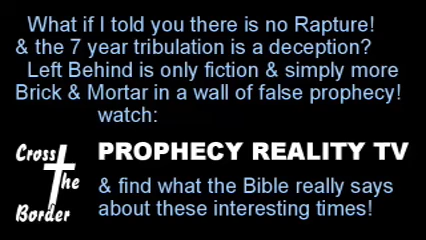 What if I told you there is no Rapture!
& the 7 year tribulation is a deception?
Left Behind is only fiction & simply more
Brick & Mortar in a wall of false prophecy!
watch:
PROPHECY REALITY TV
Cross
the
Border
& find what the Bible really says
about these interesting times!